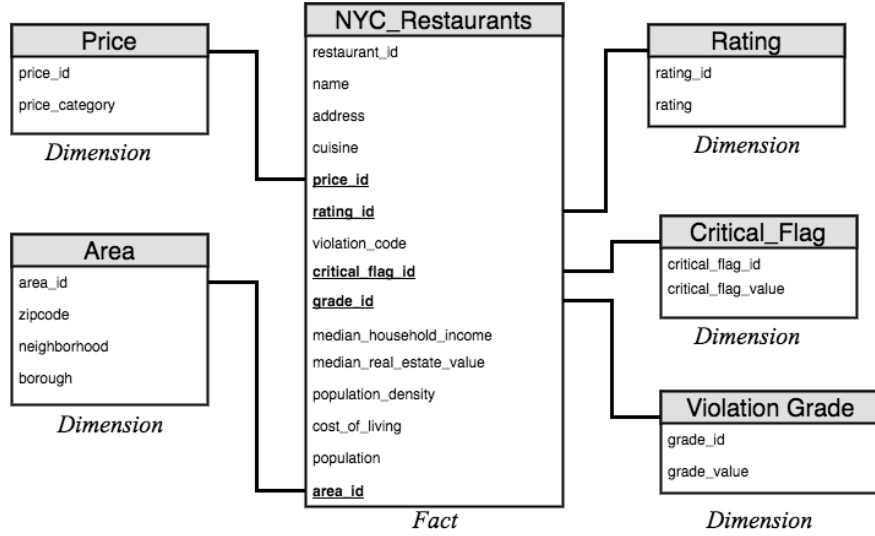 Price
price_id
price_category
Dimension
Area
area_id
zipcode
neighborhood
borough
Dimension
NYC_Restaurants
restaurant_id
name
address
cuisine
price_id
rating_id
violation_code
critical_flag_id
grade_id
median_household_income
median_real_estate_value
population_density
cost_of_living
population
area_id
Fact
Rating
rating_id
rating
Dimension
Critical_Flag
critical_flag_id
critical_flag_value
Dimension
Violation Grade
grade_id
grade_value
Dimension